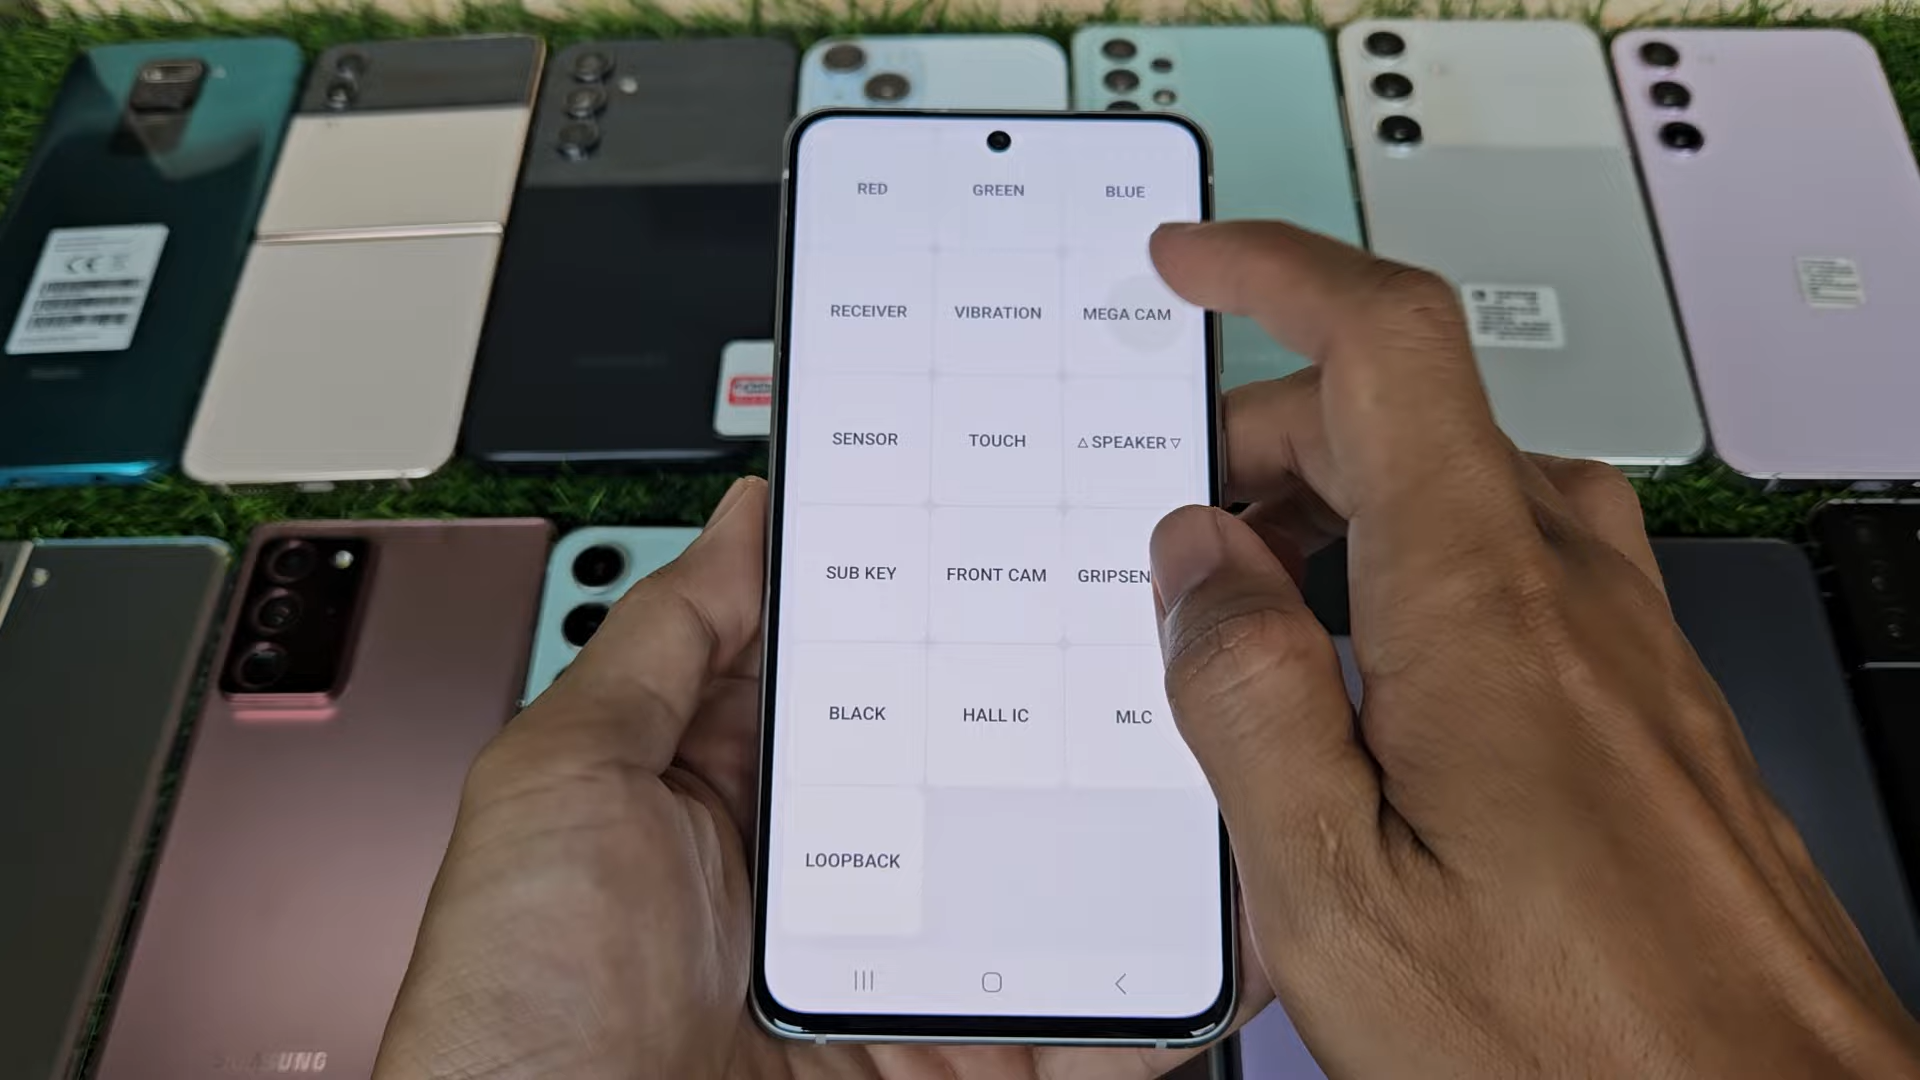 RED GREEN BLUE
RECEIVER VIBRATION MEGA CAM
SENSOR TOUCH △ SPEAKER ▽
SUB KEY FRONT CAM GRIPSEN
BLACK HALL IC MLC
LOOPBACK
SAMSUNG